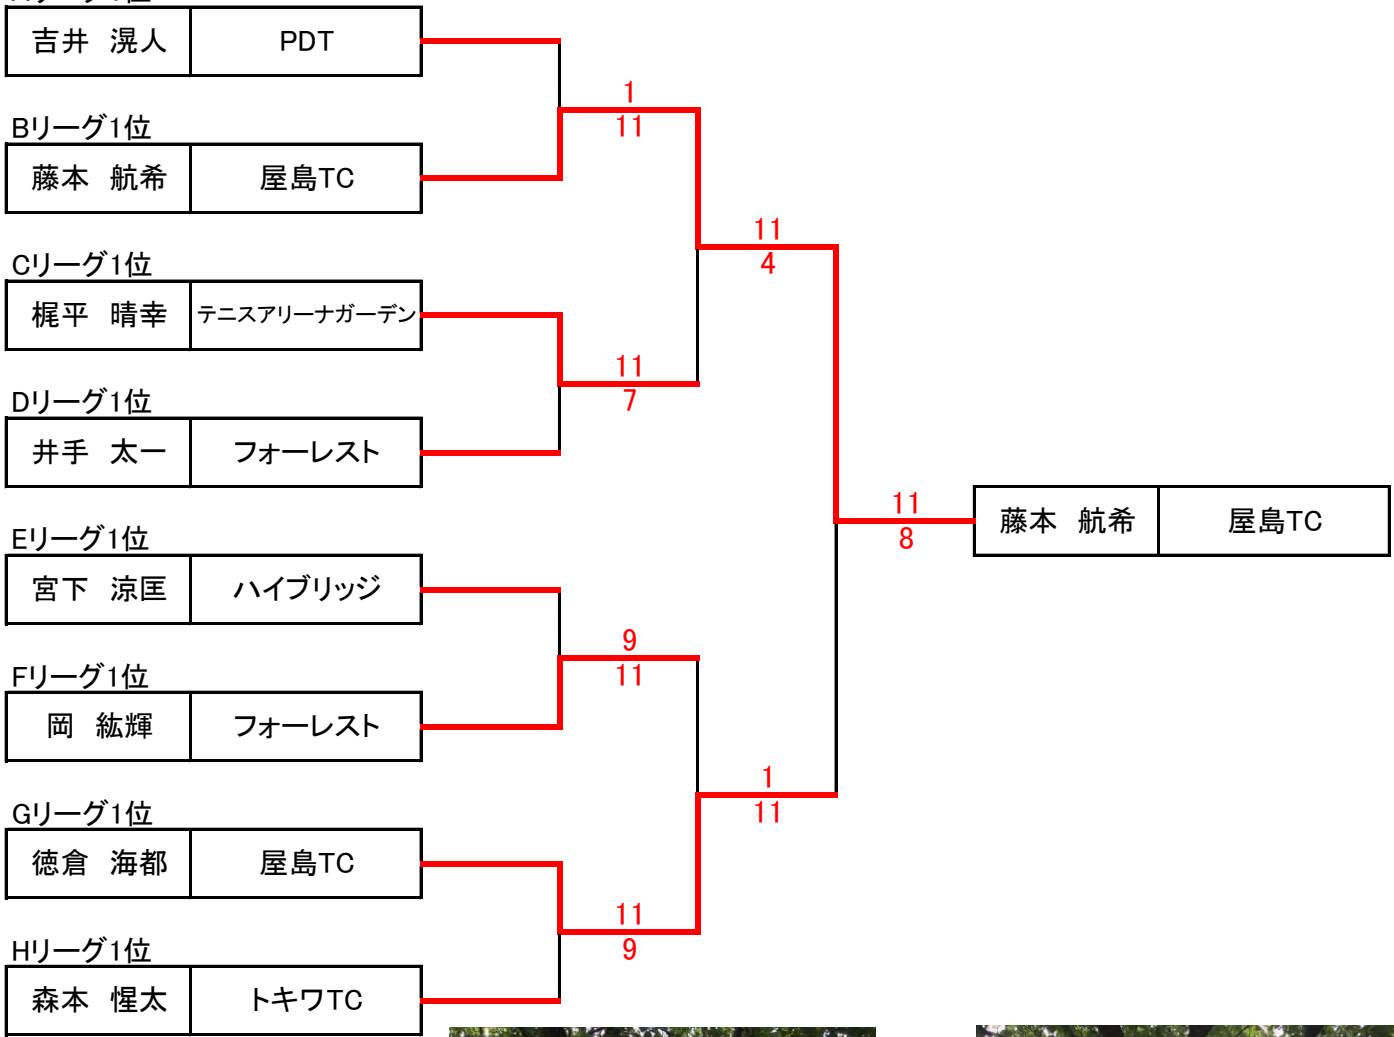 吉井 滉人 PDT
1
11
Bリーグ1位
藤本 航希 屋島TC
11
4
Cリーグ1位
梶平 晴幸 テニスアリーナガーデン
11
7
Dリーグ1位
井手 太一 フォーレスト
11
8
藤本 航希 屋島TC
Eリーグ1位
宮下 涼匡 ハイブリッジ
9
11
Fリーグ1位
岡 紘輝 フォーレスト
1
11
Gリーグ1位
徳倉 海都 屋島TC
11
9
Hリーグ1位
森本 惺太 トキワTC